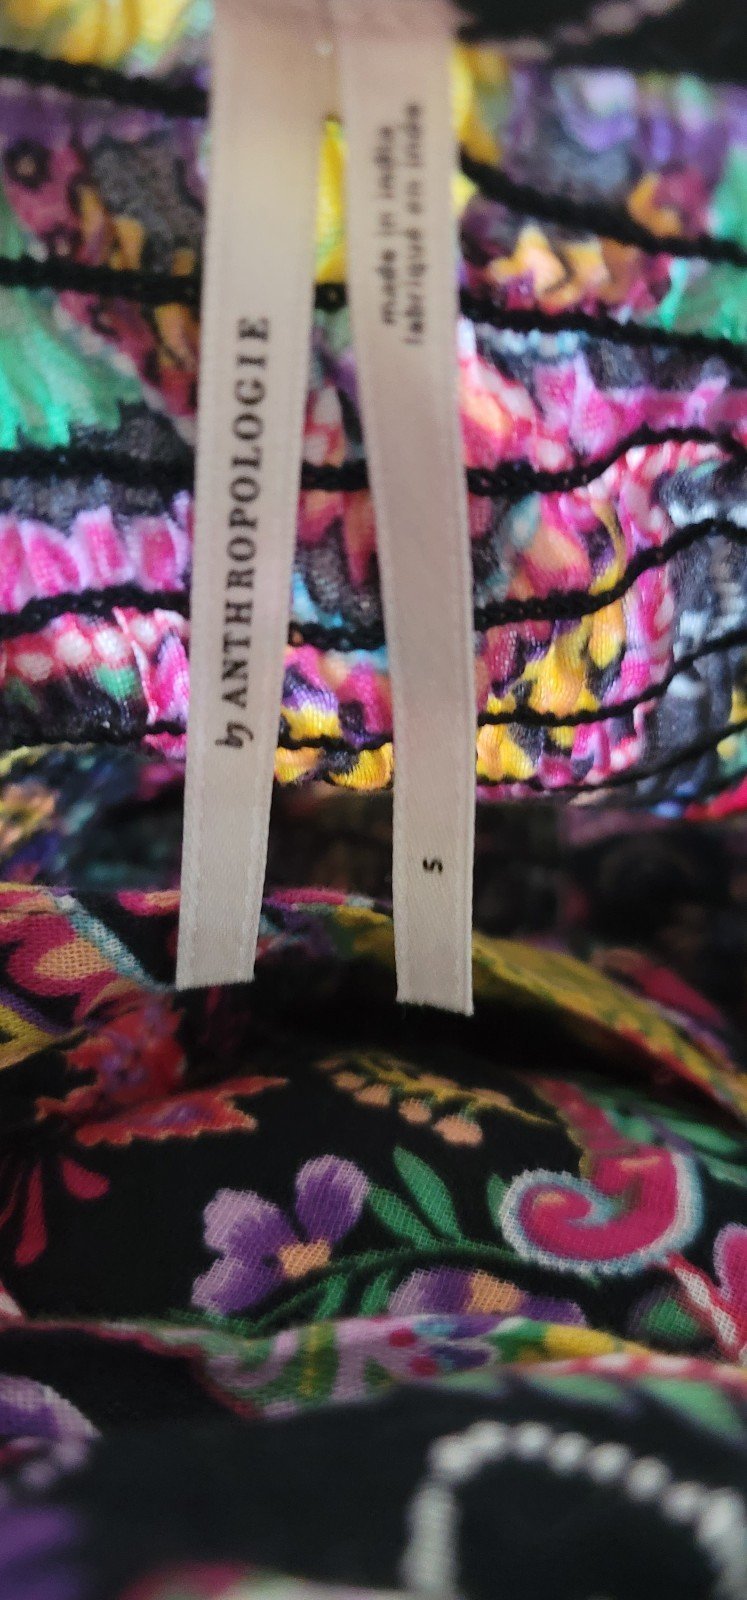 by ANTHROPOLOGIE
made in india
fabriqué en inde
S